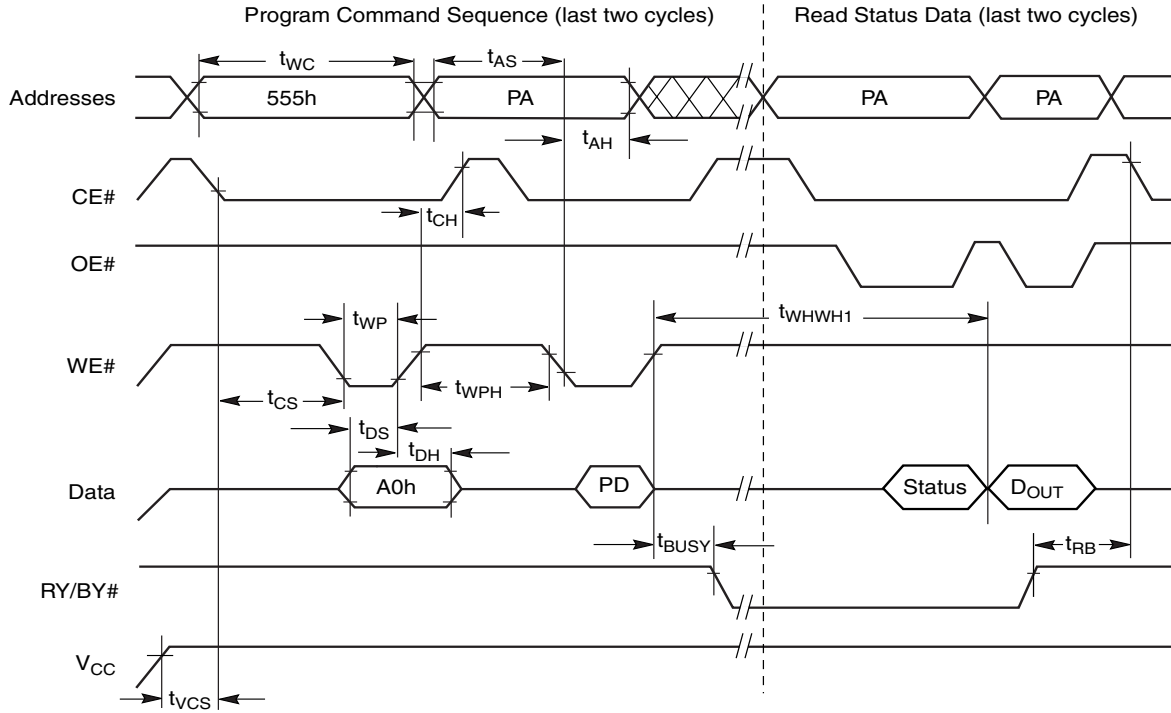 Program Command Sequence (last two cycles)
Read Status Data (last two cycles)
tWC
tAS
Addresses
555h
PA
PA
PA
tAH
CE#
tCH
OE#
tWP
tWHWH1
WE#
tCS
tWPH
tDS
tDH
Data
A0h
PD
Status
DOUT
tBUSY
tRB
RY/BY#
VCC
tVCS